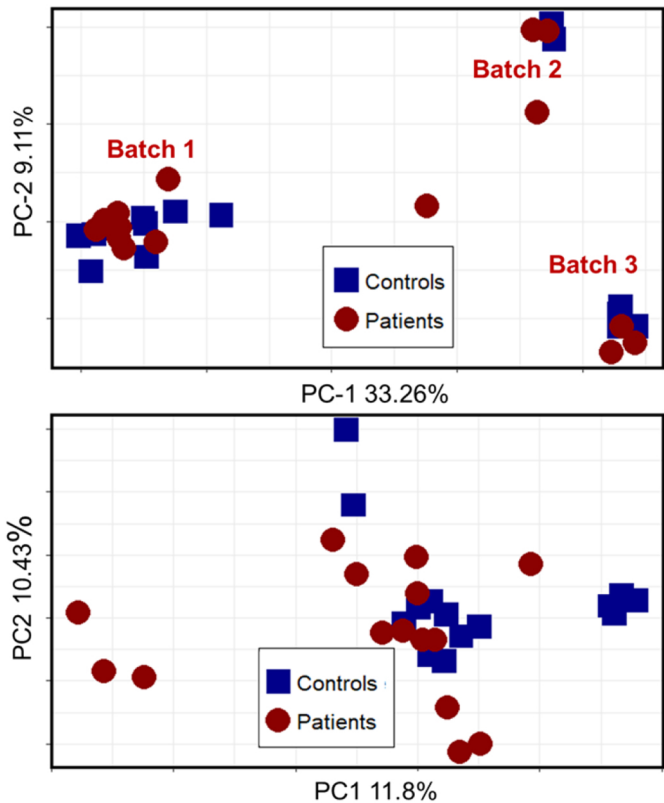 Batch 2
PC-2 9.11%
Batch 1
Batch 3
Controls
Patients
PC-1 33.26%
PC2 10.43%
Controls
Patients
PC1 11.8%